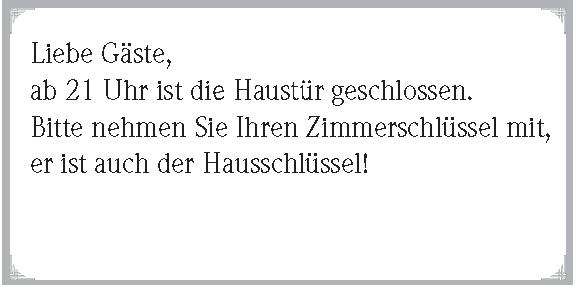 Liebe Gäste,
ab 21 Uhr ist die Haustür geschlossen.
Bitte nehmen Sie Ihren Zimmerschlüssel mit,
er ist auch der Hausschlüssel!